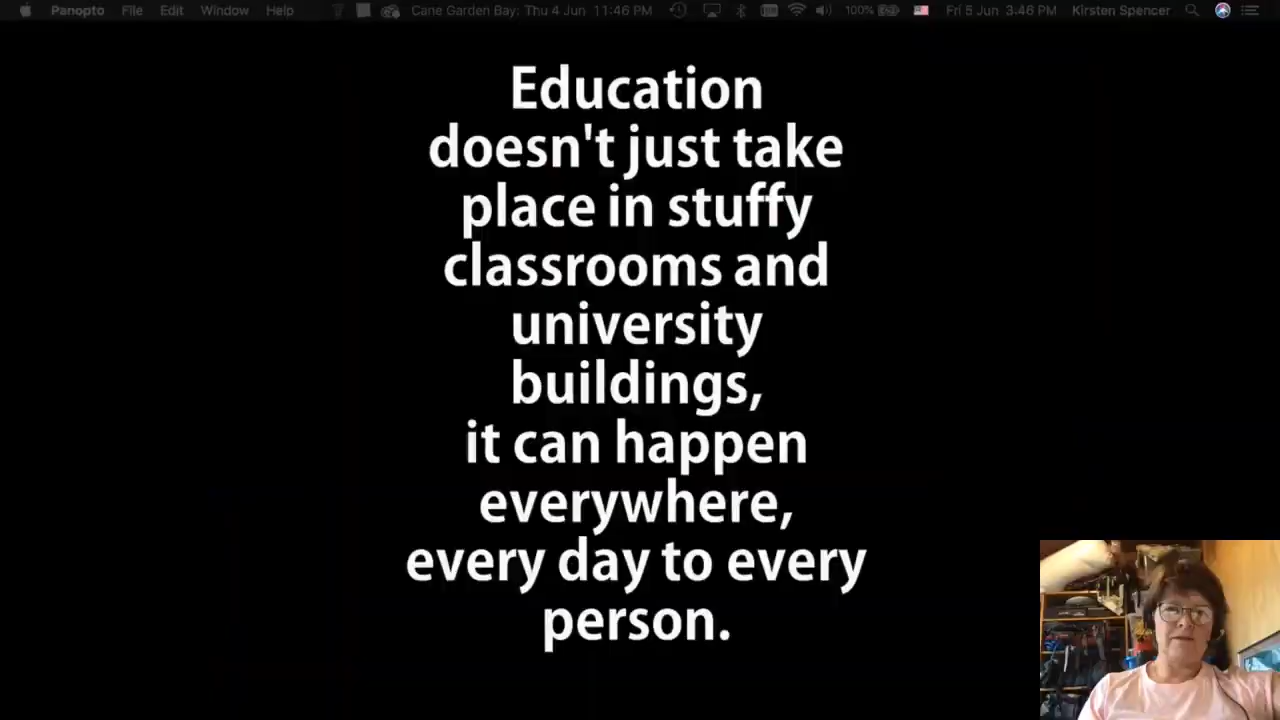 Panopto File Edit Window Help Cane Garden Bay: Thu 4 Jun 11:46 PM 100% Fri 5 Jun 3:46 PM Kirsten Spencer
Education
doesn't just take
place in stuffy
classrooms and
university
buildings,
it can happen
everywhere,
every day to every
person.